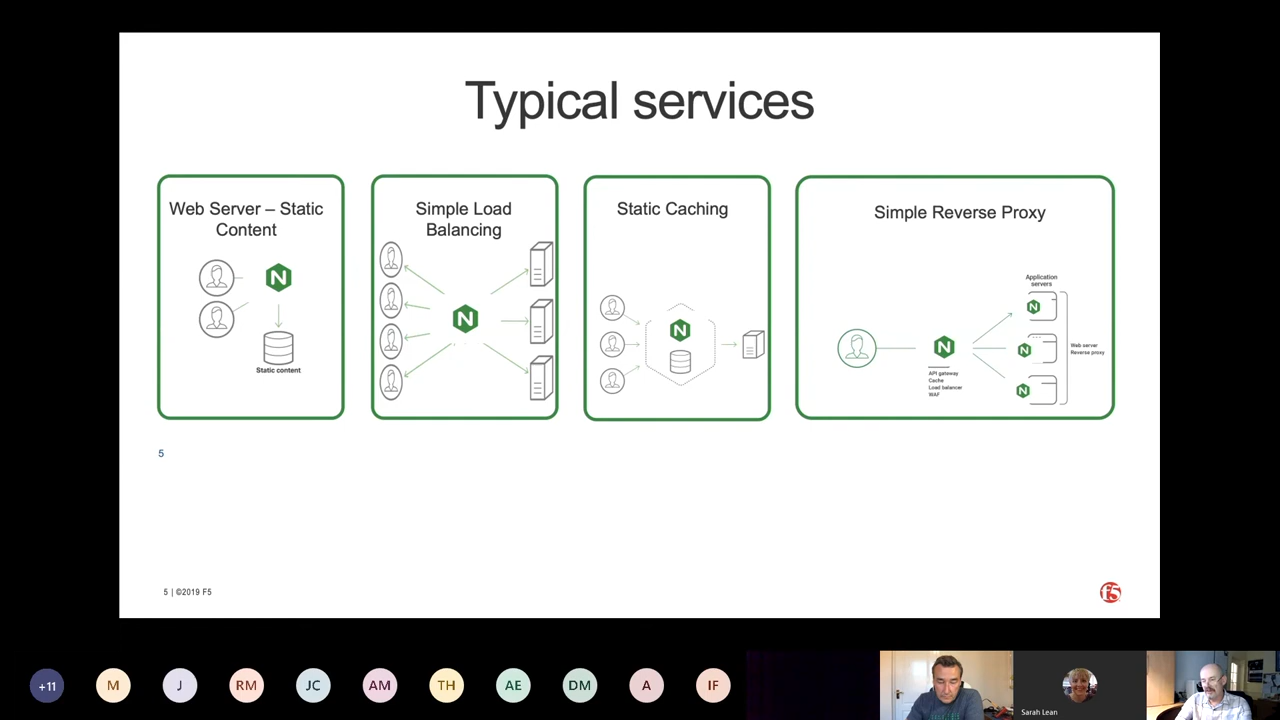 Typical services
Web Server – Static
Content
N
Static content
Simple Load
Balancing
N
Static Caching
N
Simple Reverse Proxy
N
API gateway
Cache
Load balancer
WAF
Application
servers
N
N
N
Web server
Reverse proxy
5
5 | ©2019 F5
f5
+11
M
J
RM
JC
AM
TH
AE
DM
A
IF
Sarah Lean